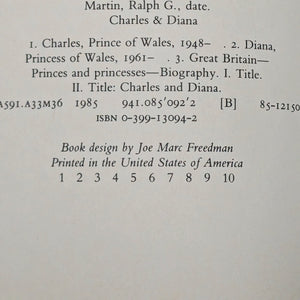 Martin, Ralph G., date.
Charles & Diana
1. Charles, Prince of Wales, 1948– . 2. Diana,
Princess of Wales, 1961– . 3. Great Britain—
Princes and princesses—Biography. I. Title.
II. Title: Charles and Diana.
A591.A33M36 1985 941.085'092'2 [B] 85-12150
ISBN 0-399-13094-2
Book design by Joe Marc Freedman
Printed in the United States of America
1 2 3 4 5 6 7 8 9 10